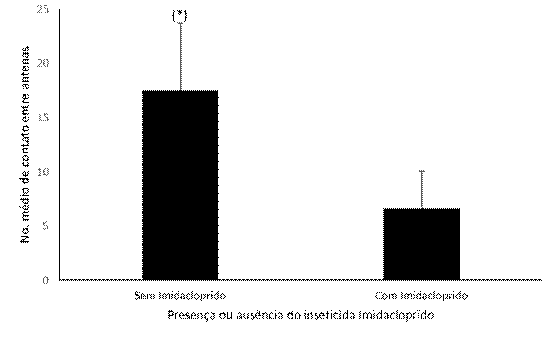 25
(*)
20
15
10
5
0
No. médio de contato entre antenas
Sem Imidacloprido
Com Imidacloprido
Presença ou ausência do inseticida Imidacloprido